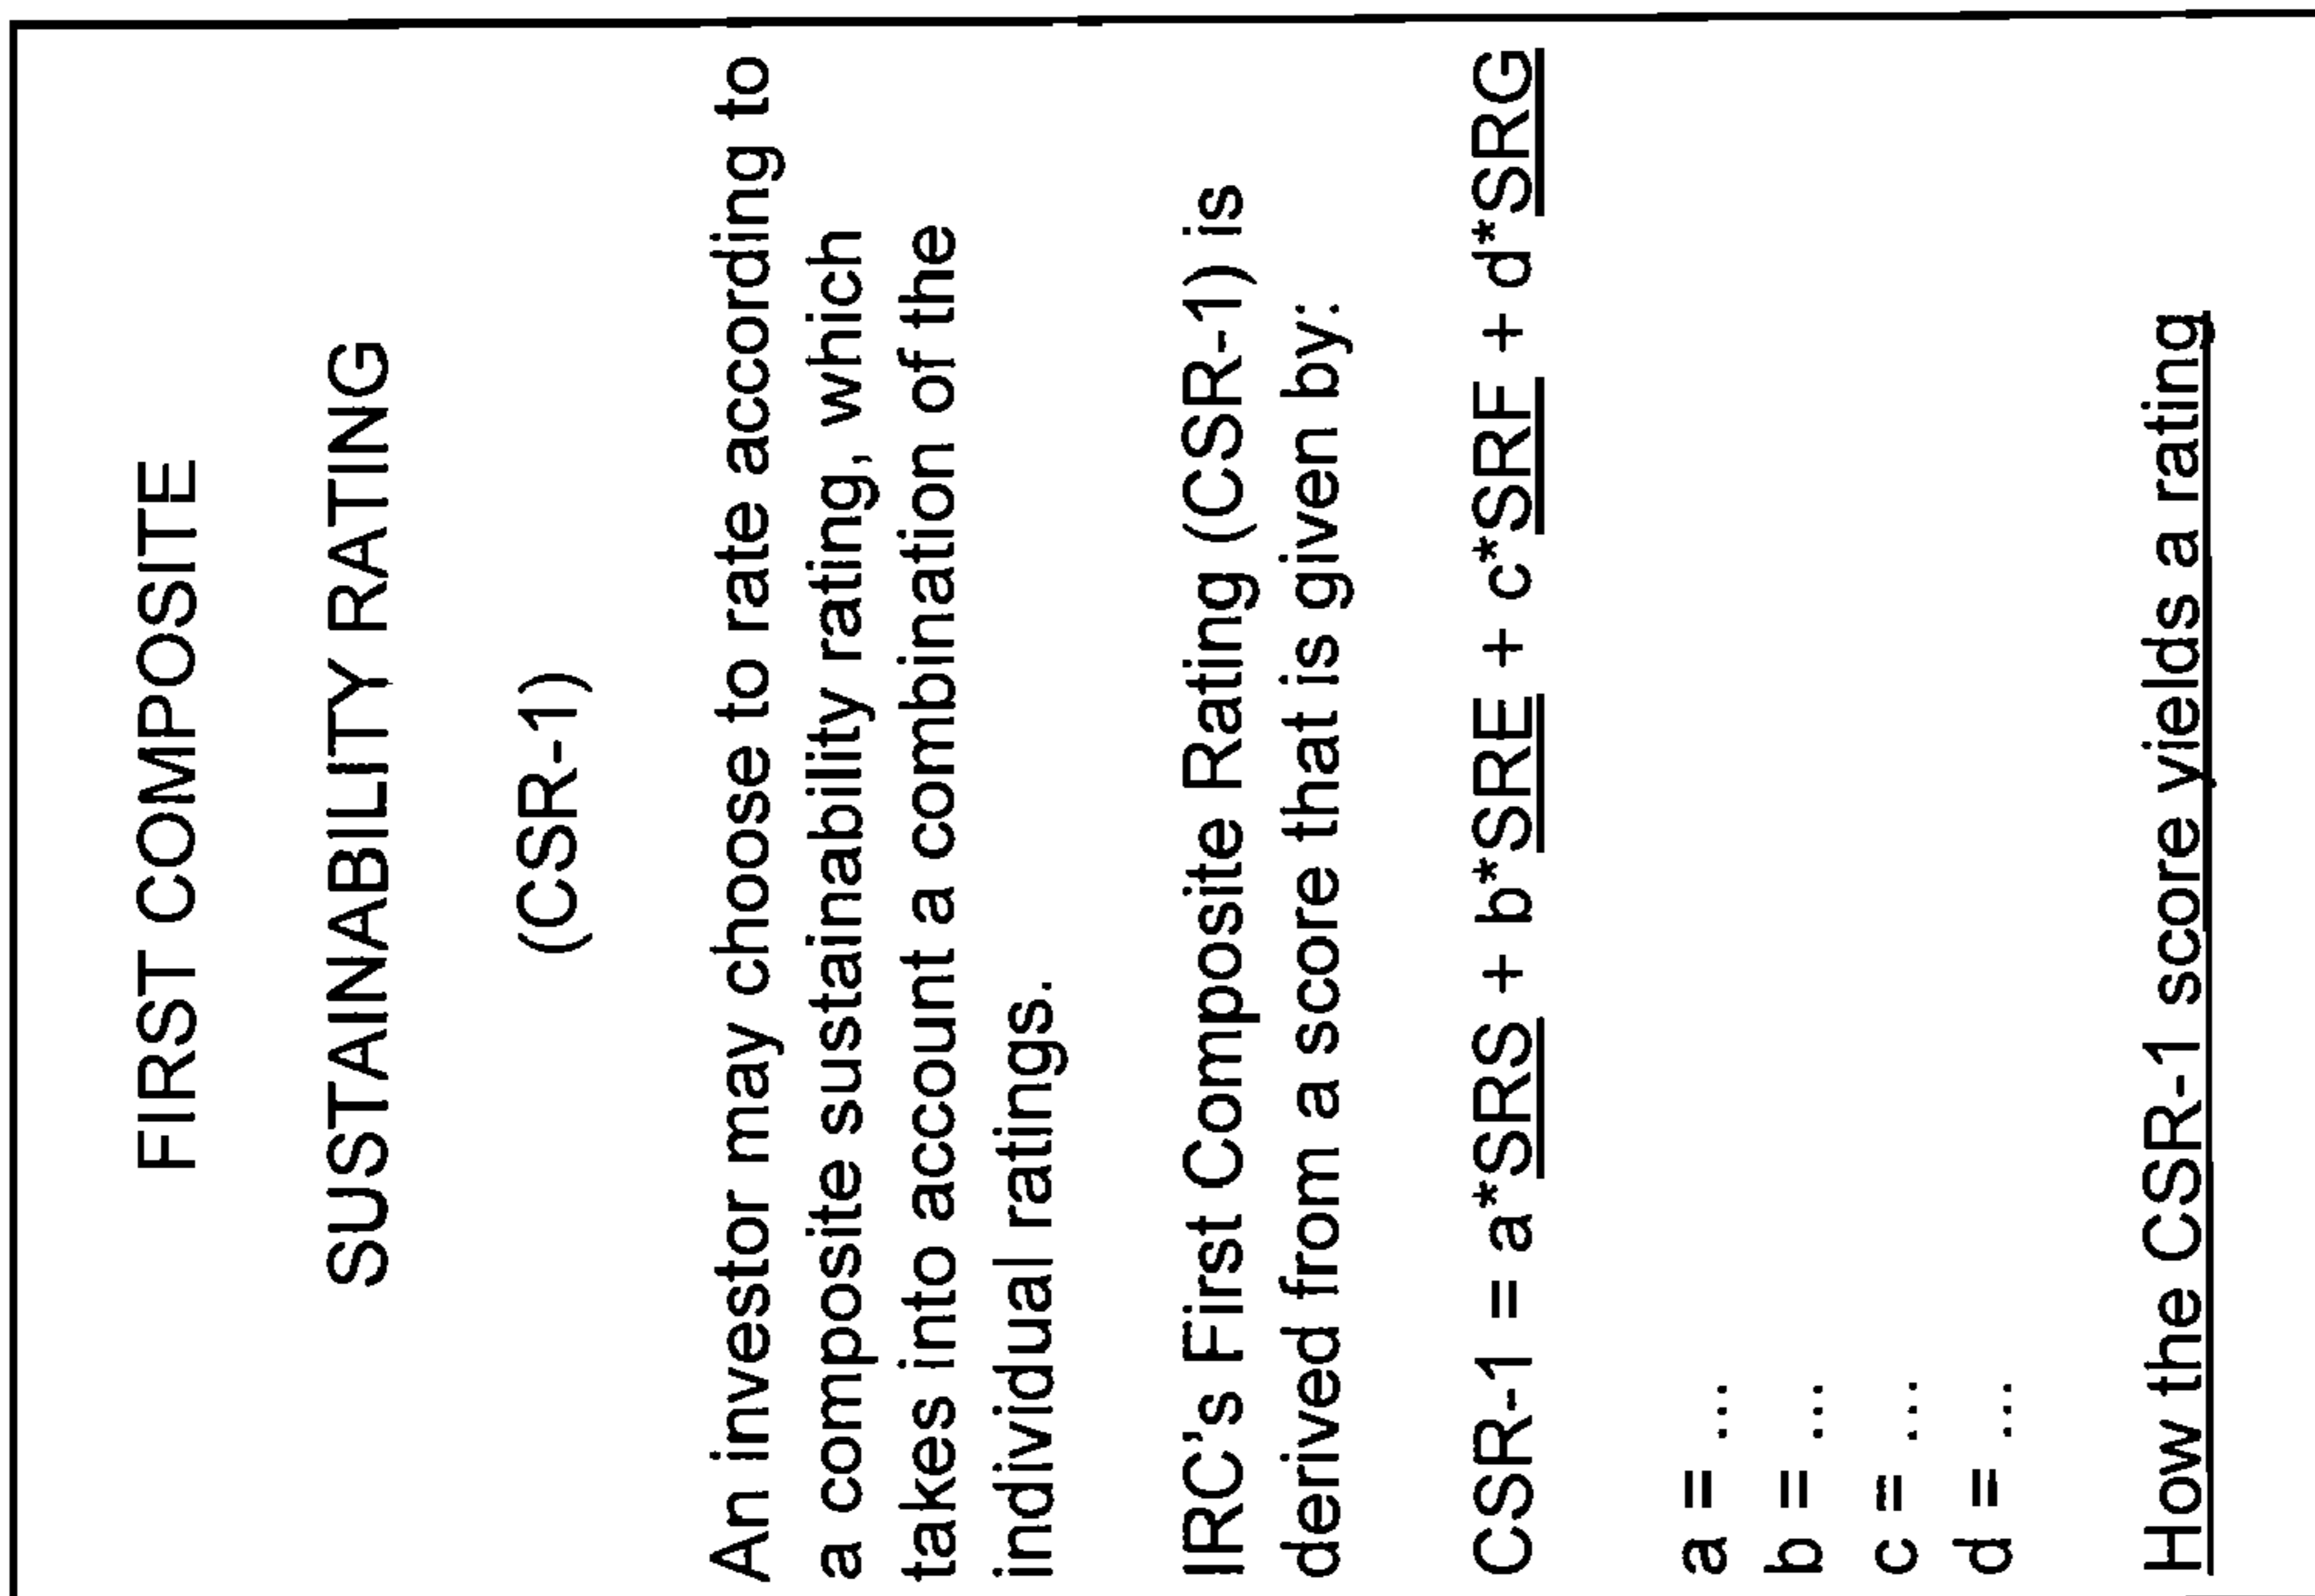 FIRST COMPOSITE
SUSTAINABILITY RATING
(CSR-1)
An investor may choose to rate according to
a composite sustainability rating, which
takes into account a combination of the
individual ratings.
IRC's First Composite Rating (CSR-1) is
derived from a score that is given by:
CSR-1 = a*SRS + b*SRE + c*SRF + d*SRG
a = ...
b = ...
c = ...
d = ...
How the CSR-1 score yields a rating